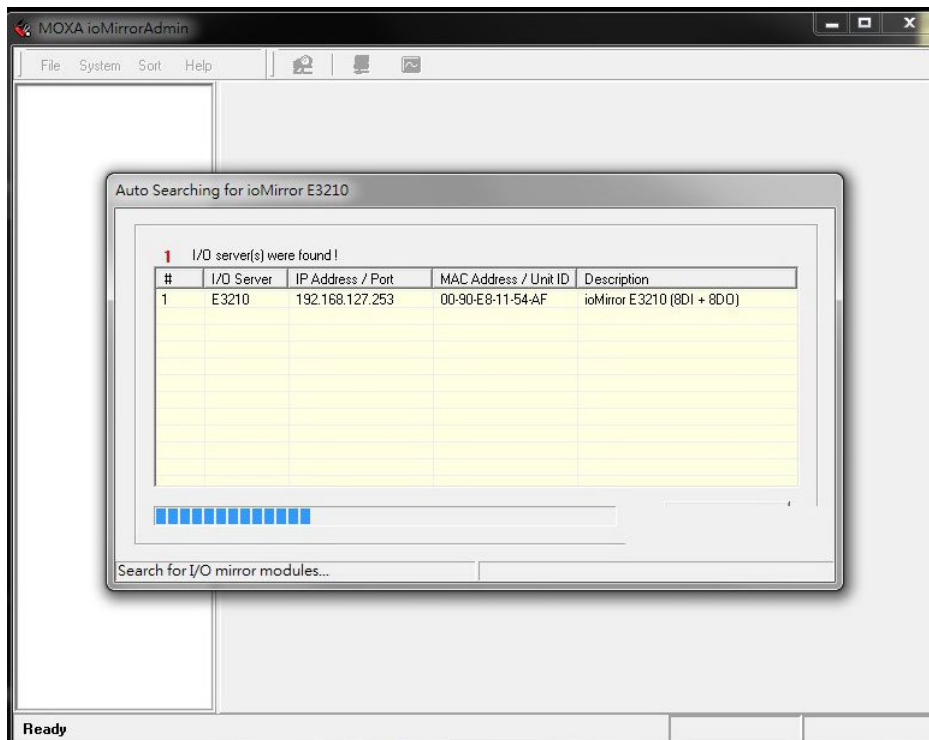 MOXA ioMirrorAdmin
File System Sort Help
Auto Searching for ioMirror E3210
1 I/O server(s) were found !
# I/O Server IP Address / Port MAC Address / Unit ID Description
1 E3210 192.168.127.253 00-90-E8-11-54-AF ioMirror E3210 (8DI + 8DO)
Search for I/O mirror modules...
Ready